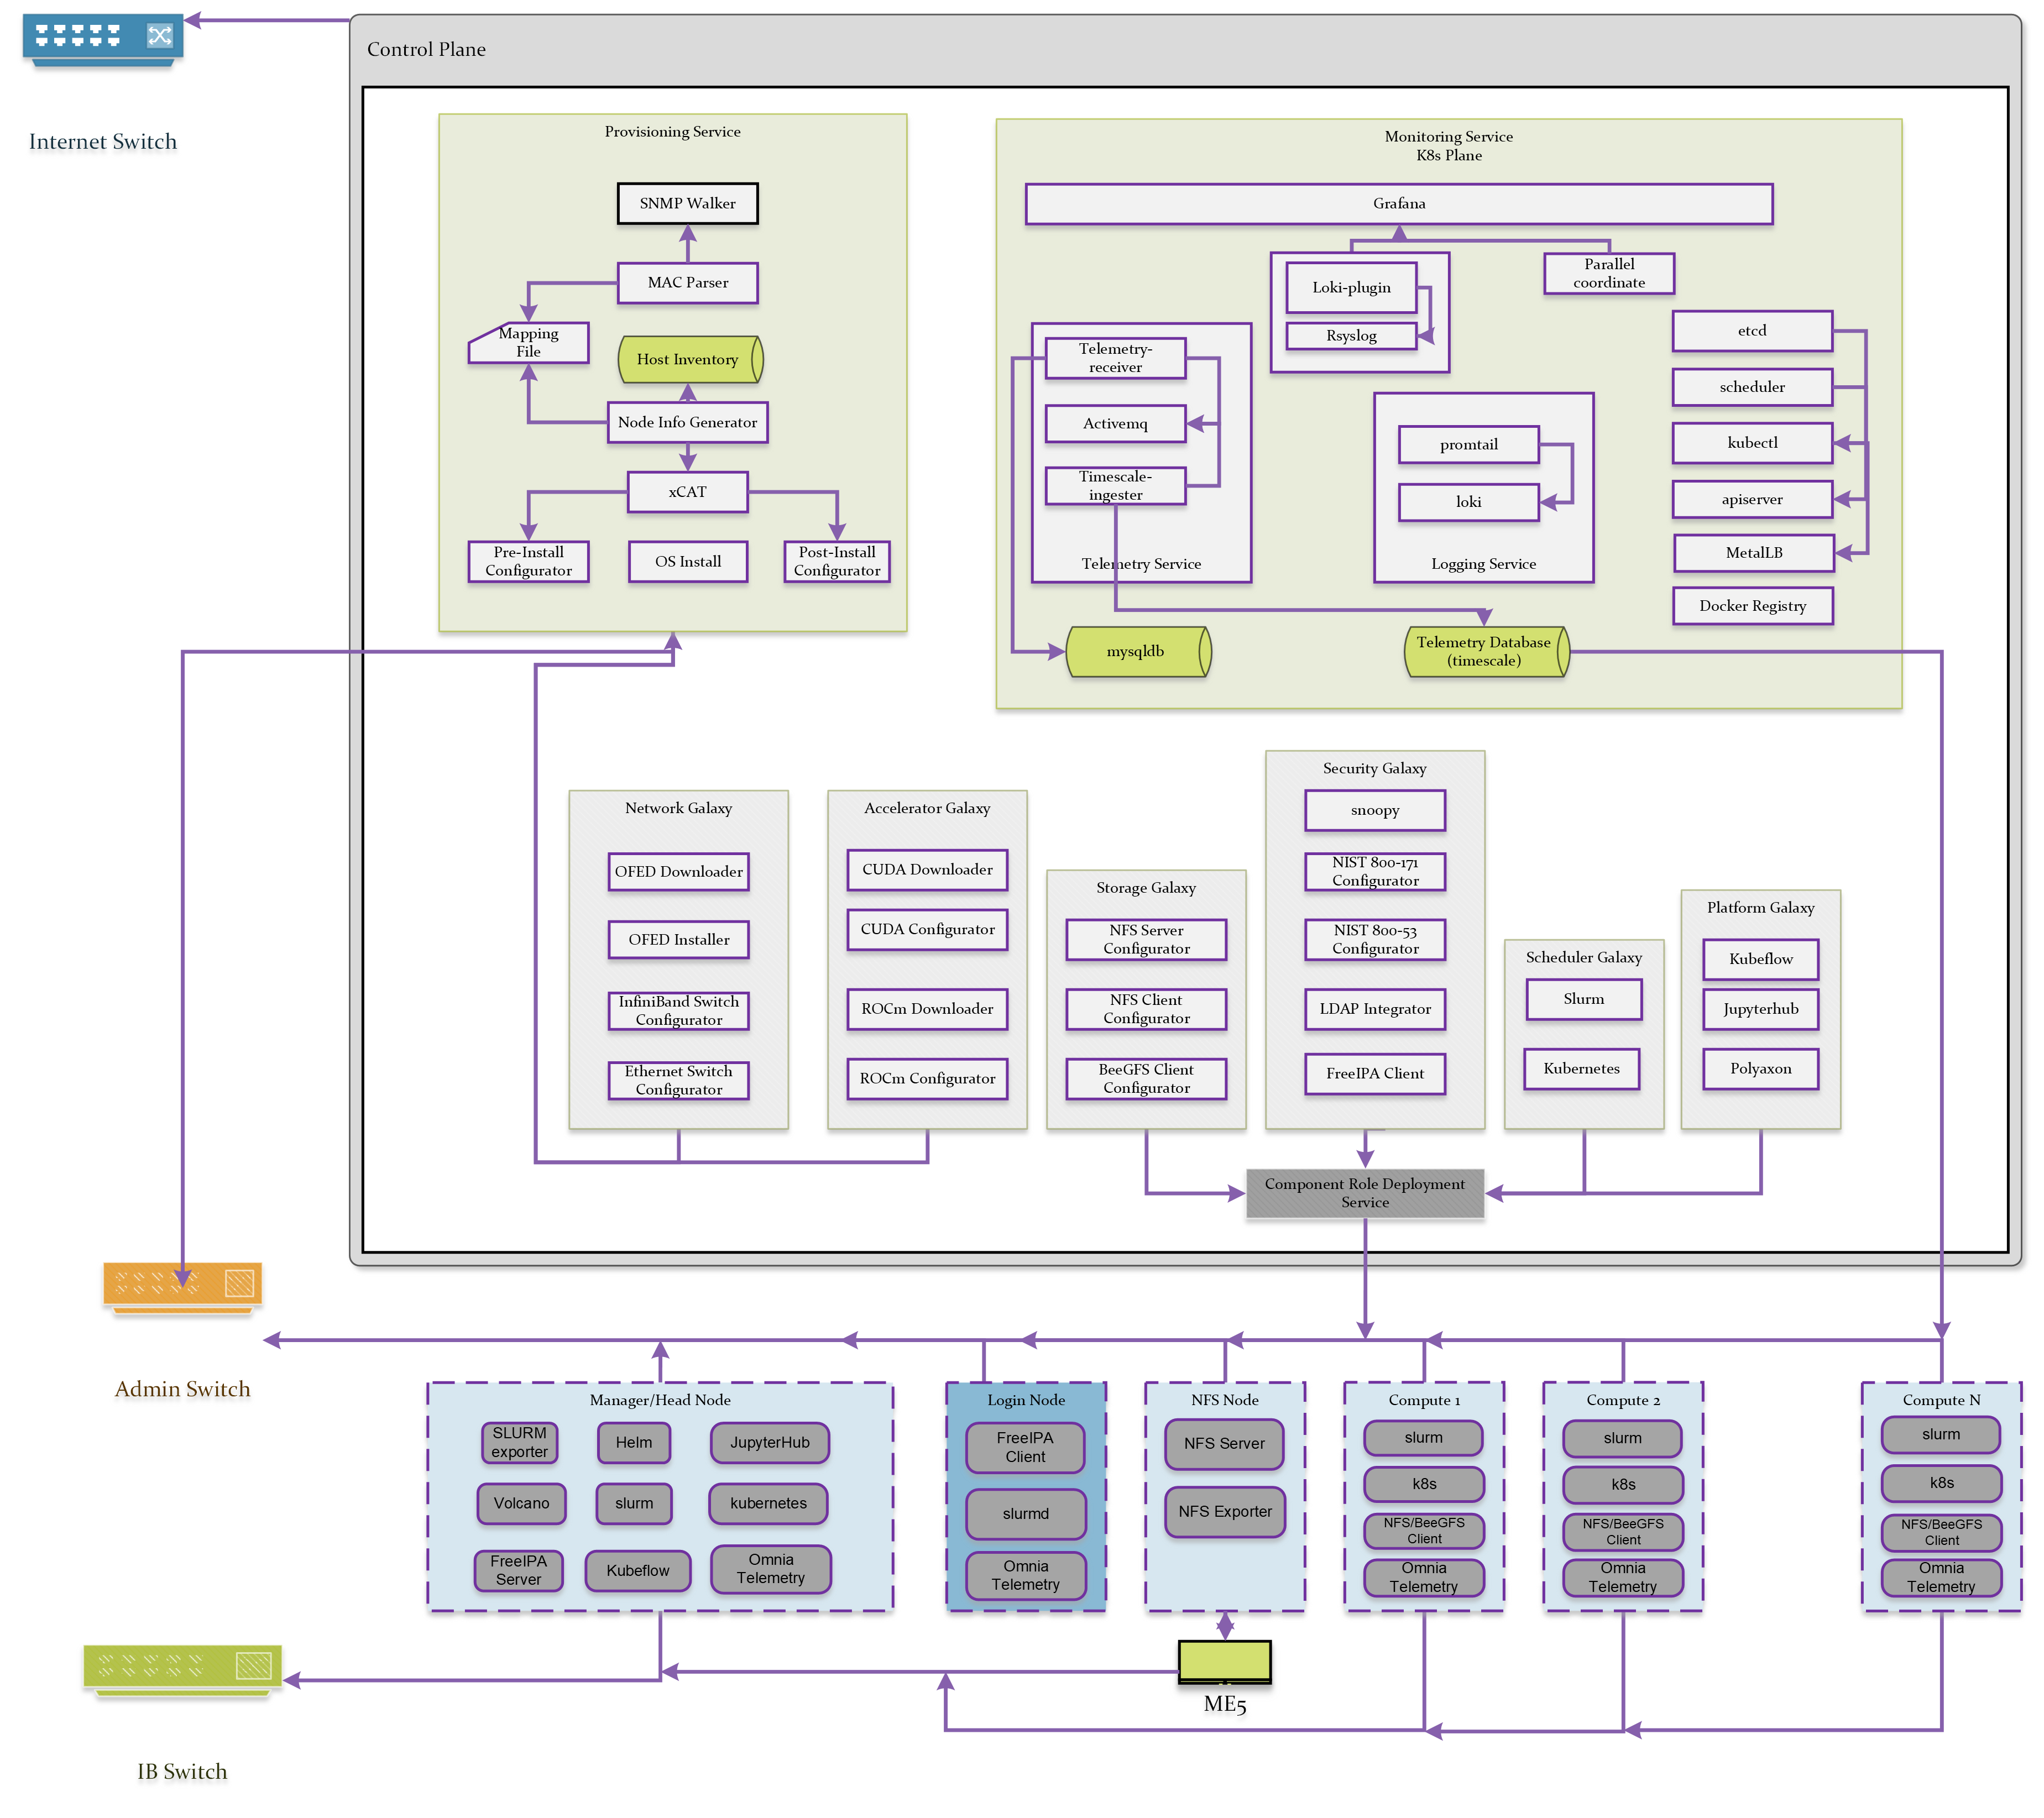 Control Plane
Internet Switch
Provisioning Service
SNMP Walker
MAC Parser
Mapping
File
Host Inventory
Node Info Generator
xCAT
Pre-Install
Configurator
OS Install
Post-Install
Configurator
Monitoring Service
K8s Plane
Grafana
Loki-plugin
Rsyslog
Parallel
coordinate
Telemetry-
receiver
Activemq
Timescale-
ingester
Telemetry Service
promtail
loki
Logging Service
etcd
scheduler
kubectl
apiserver
MetalLB
Docker Registry
mysqldb
Telemetry Database
(timescale)
Network Galaxy
OFED Downloader
OFED Installer
InfiniBand Switch
Configurator
Ethernet Switch
Configurator
Accelerator Galaxy
CUDA Downloader
CUDA Configurator
ROCm Downloader
ROCm Configurator
Storage Galaxy
NFS Server
Configurator
NFS Client
Configurator
BeeGFS Client
Configurator
Security Galaxy
snoopy
NIST 800-171
Configurator
NIST 800-53
Configurator
LDAP Integrator
FreeIPA Client
Scheduler Galaxy
Slurm
Kubernetes
Platform Galaxy
Kubeflow
Jupyterhub
Polyaxon
Component Role Deployment
Service
Admin Switch
Manager/Head Node
SLURM
exporter
Helm
JupyterHub
Volcano
slurm
kubernetes
FreeIPA
Server
Kubeflow
Omnia
Telemetry
Login Node
FreeIPA
Client
slurmd
Omnia
Telemetry
NFS Node
NFS Server
NFS Exporter
Compute 1
slurm
k8s
NFS/BeeGFS
Client
Omnia
Telemetry
Compute 2
slurm
k8s
NFS/BeeGFS
Client
Omnia
Telemetry
Compute N
slurm
k8s
NFS/BeeGFS
Client
Omnia
Telemetry
ME5
IB Switch